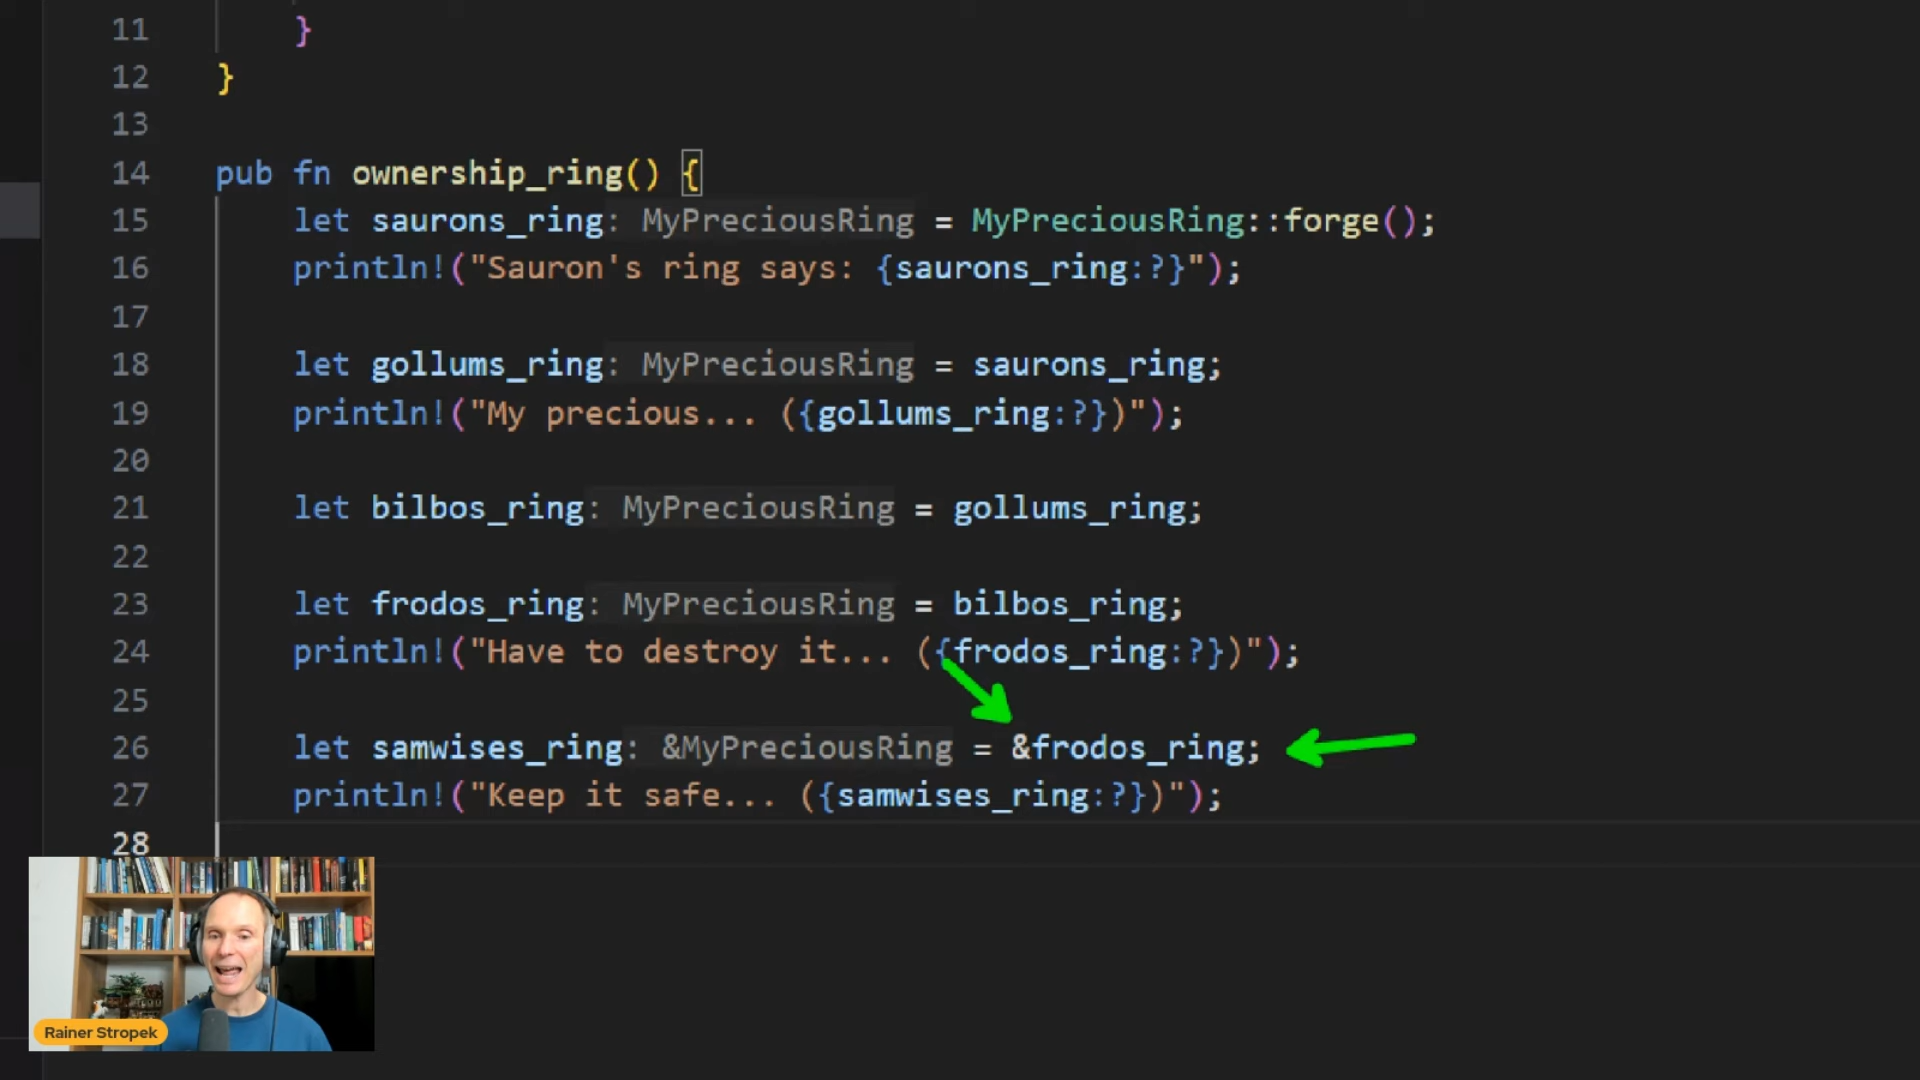 11 }
12 }
13
14 pub fn ownership_ring() {
15 let saurons_ring: MyPreciousRing = MyPreciousRing::forge();
16 println!("Sauron's ring says: {saurons_ring:?}");
17
18 let gollums_ring: MyPreciousRing = saurons_ring;
19 println!("My precious... ({gollums_ring:?})");
20
21 let bilbos_ring: MyPreciousRing = gollums_ring;
22
23 let frodos_ring: MyPreciousRing = bilbos_ring;
24 println!("Have to destroy it... ({frodos_ring:?})");
25
26 let samwises_ring: &MyPreciousRing = &frodos_ring;
27 println!("Keep it safe... ({samwises_ring:?})");
28
Rainer Stropek